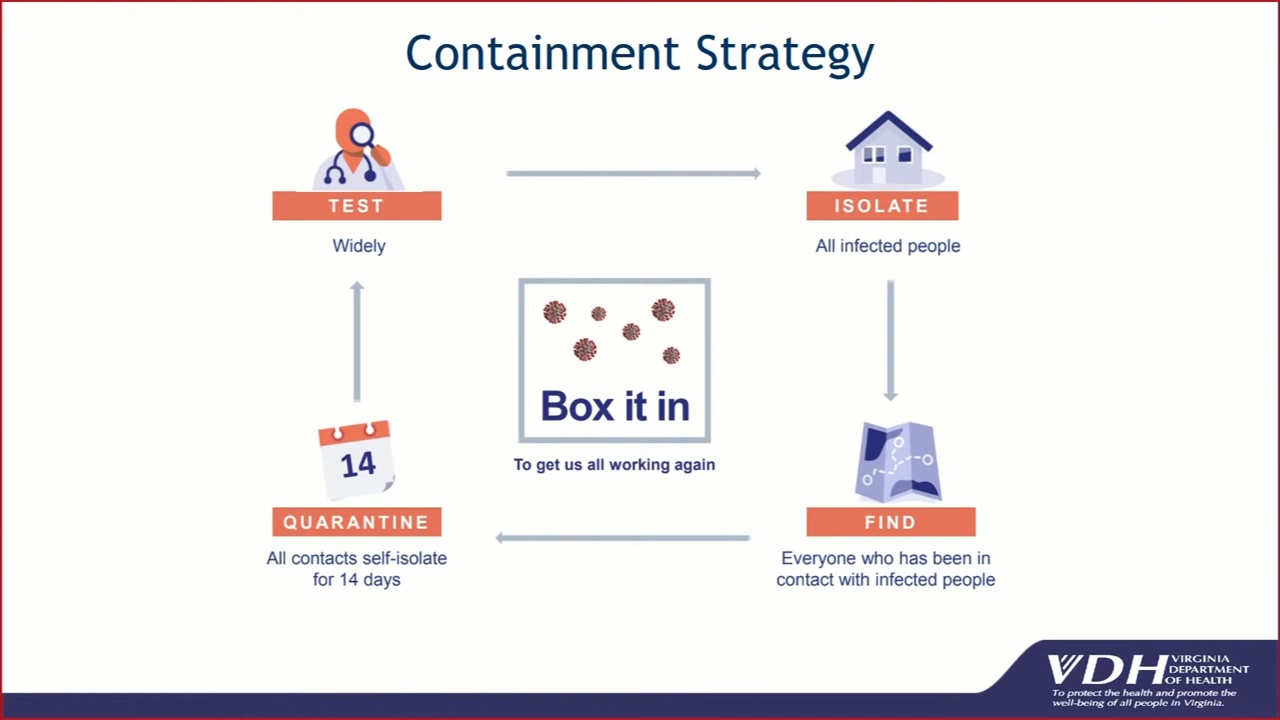 Containment Strategy
TEST
Widely
ISOLATE
All infected people
Box it in
To get us all working again
14
QUARANTINE
All contacts self-isolate
for 14 days
FIND
Everyone who has been in
contact with infected people
VDH
VIRGINIA
DEPARTMENT
OF HEALTH
To protect the health and promote the
well-being of all people in Virginia.